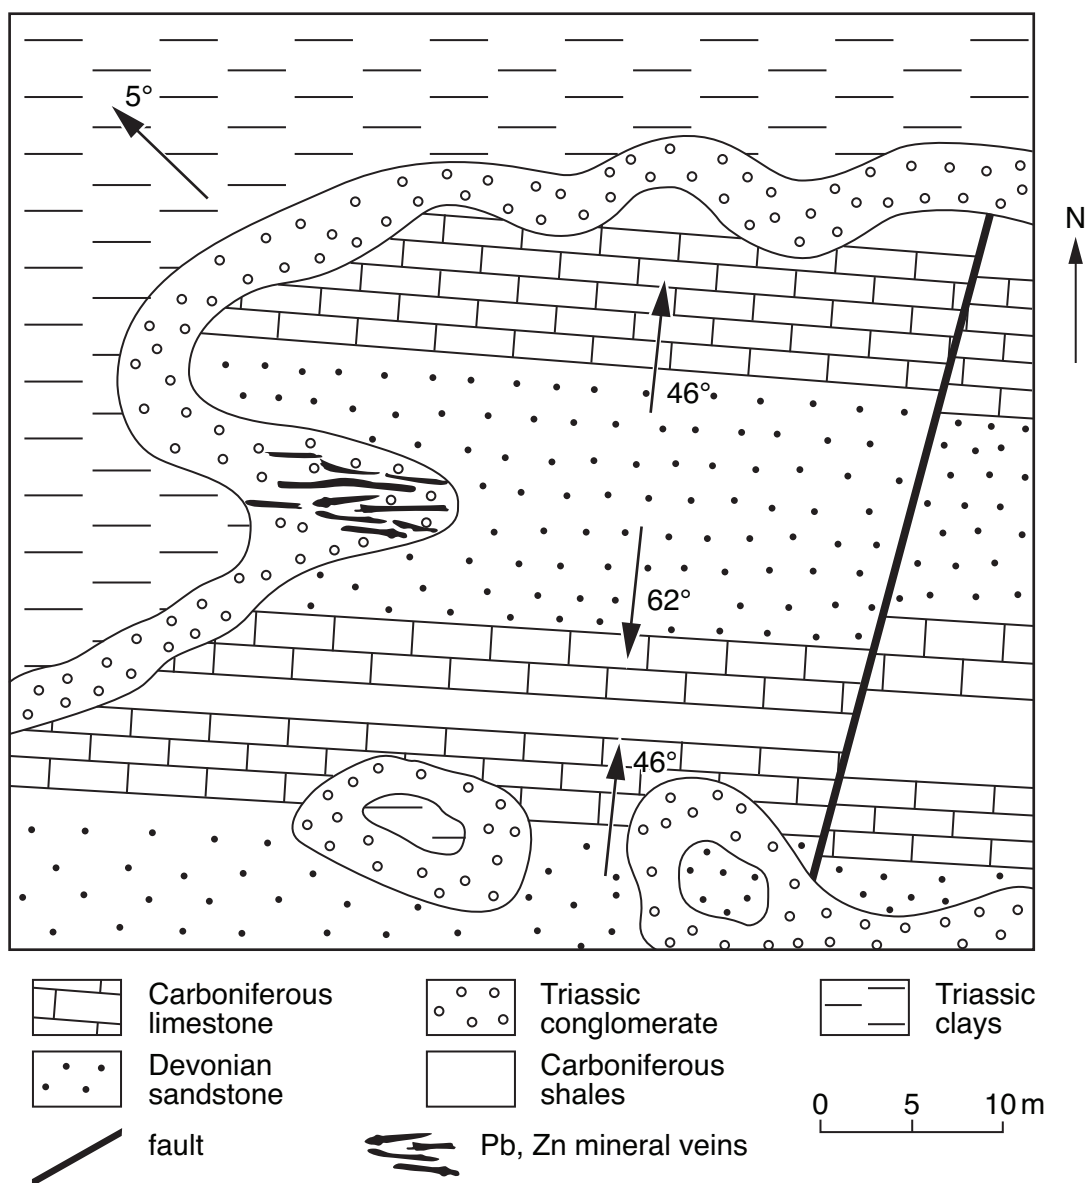 5°
N
46°
62°
46°
Carboniferous
limestone
Triassic
conglomerate
Triassic
clays
Devonian
sandstone
Carboniferous
shales
0 5 10 m
fault
Pb, Zn mineral veins